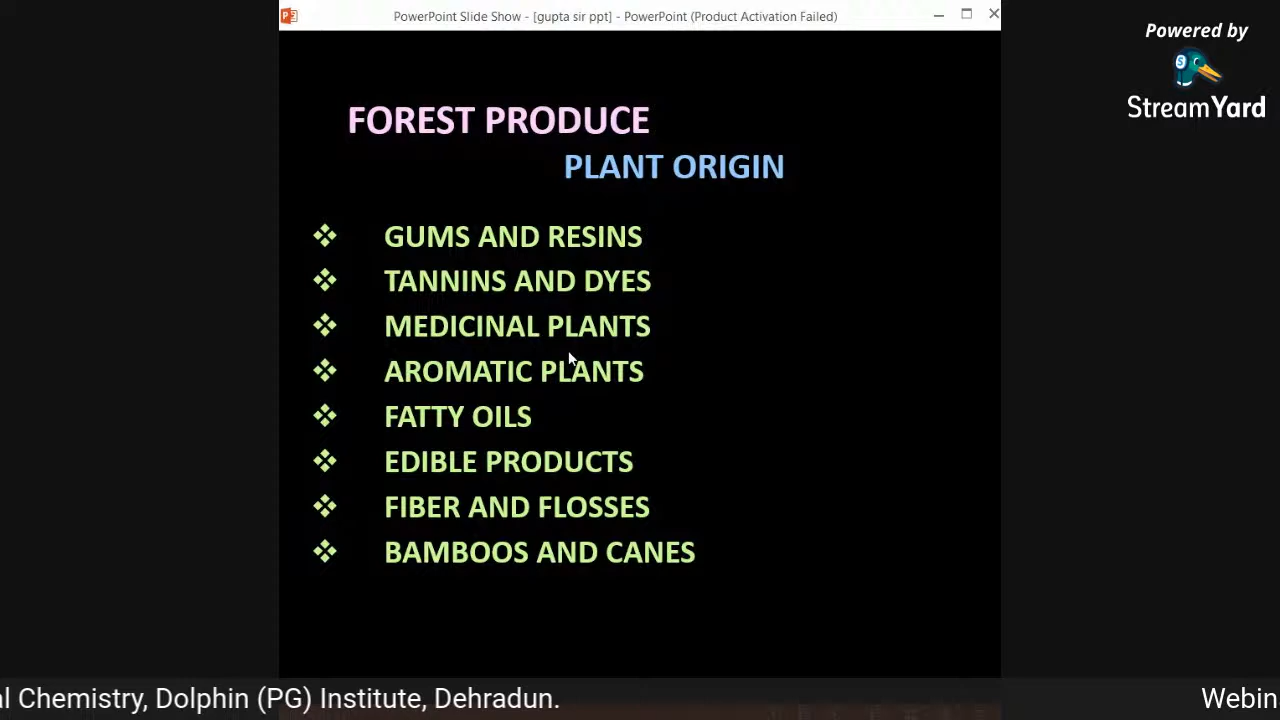 PowerPoint Slide Show - [gupta sir ppt] - PowerPoint (Product Activation Failed)
Powered by
StreamYard
FOREST PRODUCE
PLANT ORIGIN
GUMS AND RESINS
TANNINS AND DYES
MEDICINAL PLANTS
AROMATIC PLANTS
FATTY OILS
EDIBLE PRODUCTS
FIBER AND FLOSSES
BAMBOOS AND CANES
al Chemistry, Dolphin (PG) Institute, Dehradun. Webin